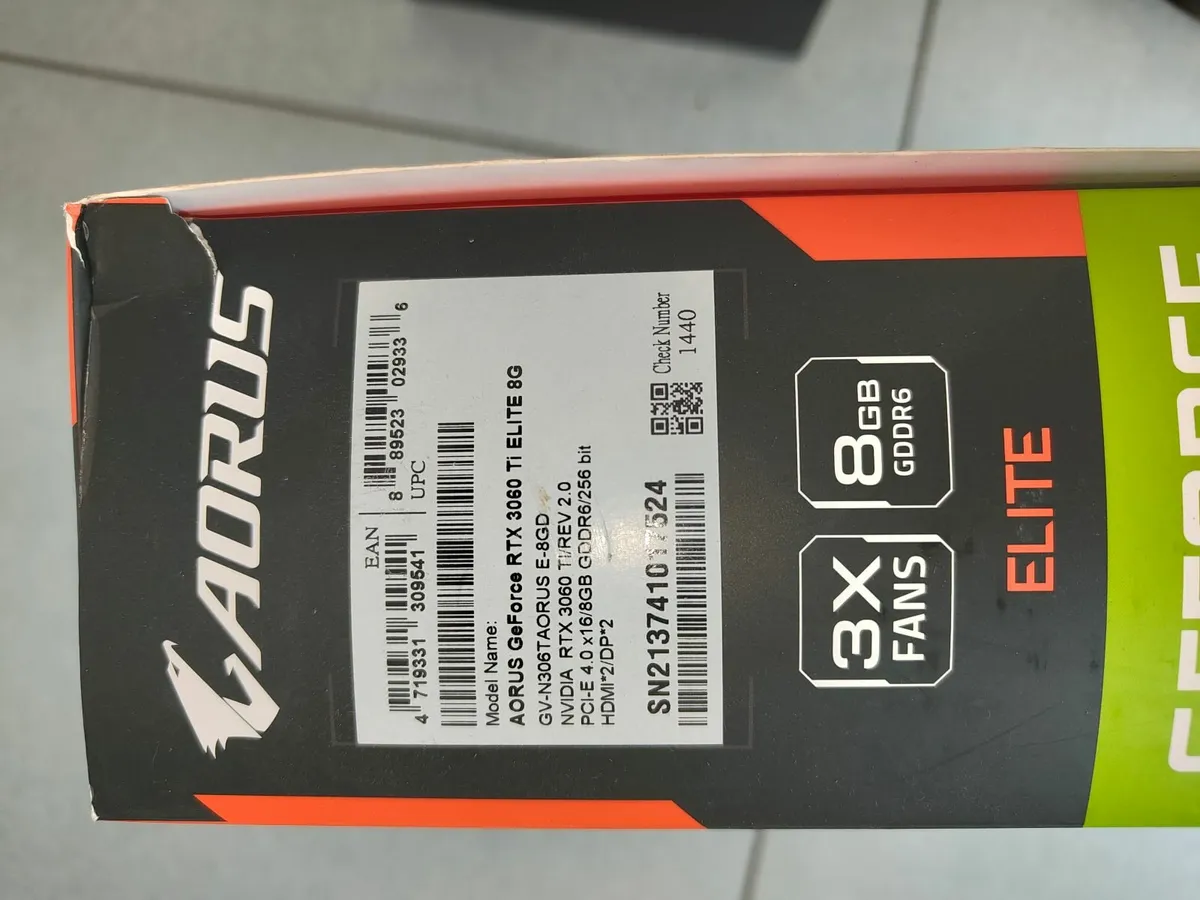 AORUS
EAN
4 719331 309541
8 89523 02933 6
UPC
Model Name:
AORUS GeForce RTX 3060 Ti ELITE 8G
GV-N306TAORUS E-8GD
NVIDIA RTX 3060 TI/REV 2.0
PCI-E 4.0 x16/8GB GDDR6/256 bit
HDMI*2/DP*2
Check Number
1440
3X
FANS
8GB
GDDR6
ELITE